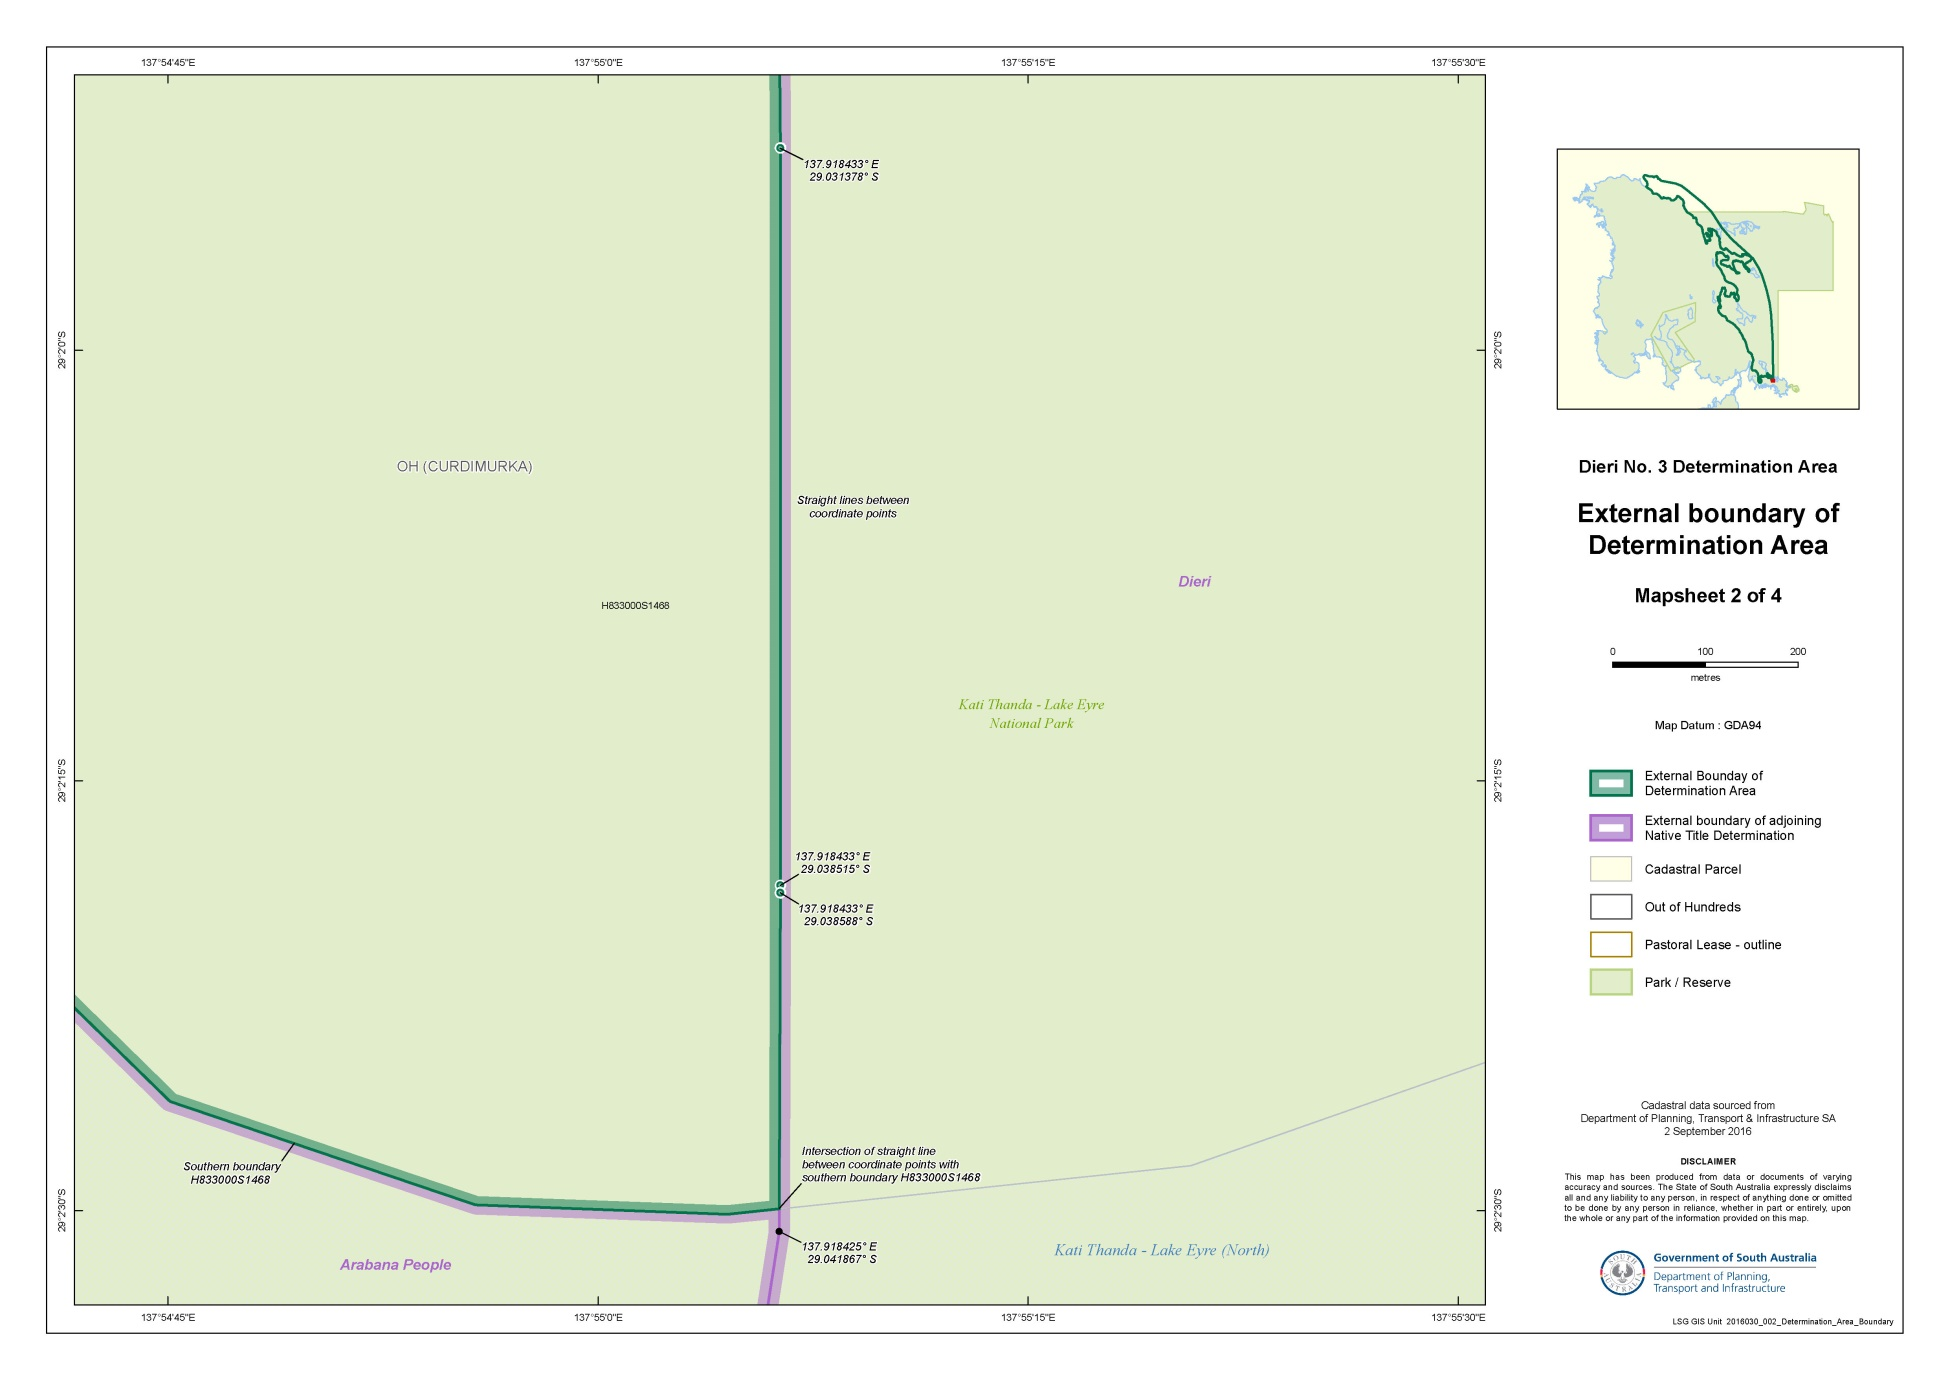 137°54'45"E
137°55'0"E
137°55'15"E
137°55'30"E
29°2'0"S
29°2'15"S
29°2'30"S
137.918433° E
29.031378° S
OH (CURDIMURKA)
Straight lines between
coordinate points
Dieri
H833000S1468
Kati Thanda - Lake Eyre
National Park
137.918433° E
29.038515° S
137.918433° E
29.038588° S
Southern boundary
H833000S1468
Intersection of straight line
between coordinate points with
southern boundary H833000S1468
137.918425° E
29.041867° S
Arabana People
Kati Thanda - Lake Eyre (North)
29°2'0"S
29°2'15"S
29°2'30"S
137°54'45"E
137°55'0"E
137°55'15"E
137°55'30"E
Dieri No. 3 Determination Area
External boundary of
Determination Area
Mapsheet 2 of 4
0 100 200
metres
Map Datum : GDA94
External Bounday of
Determination Area
External boundary of adjoining
Native Title Determination
Cadastral Parcel
Out of Hundreds
Pastoral Lease - outline
Park / Reserve
Cadastral data sourced from
Department of Planning, Transport & Infrastructure SA
2 September 2016
DISCLAIMER
This map has been produced from data or documents of varying
accuracy and sources. The State of South Australia expressly disclaims
all and any liability to any person, in respect of anything done or omitted
to be done by any person in reliance, whether in part or entirely, upon
the whole or any part of the information provided on this map.
SOUTH AUSTRALIA
Government of South Australia
Department of Planning,
Transport and Infrastructure
LSG GIS Unit 2016030_002_Determination_Area_Boundary